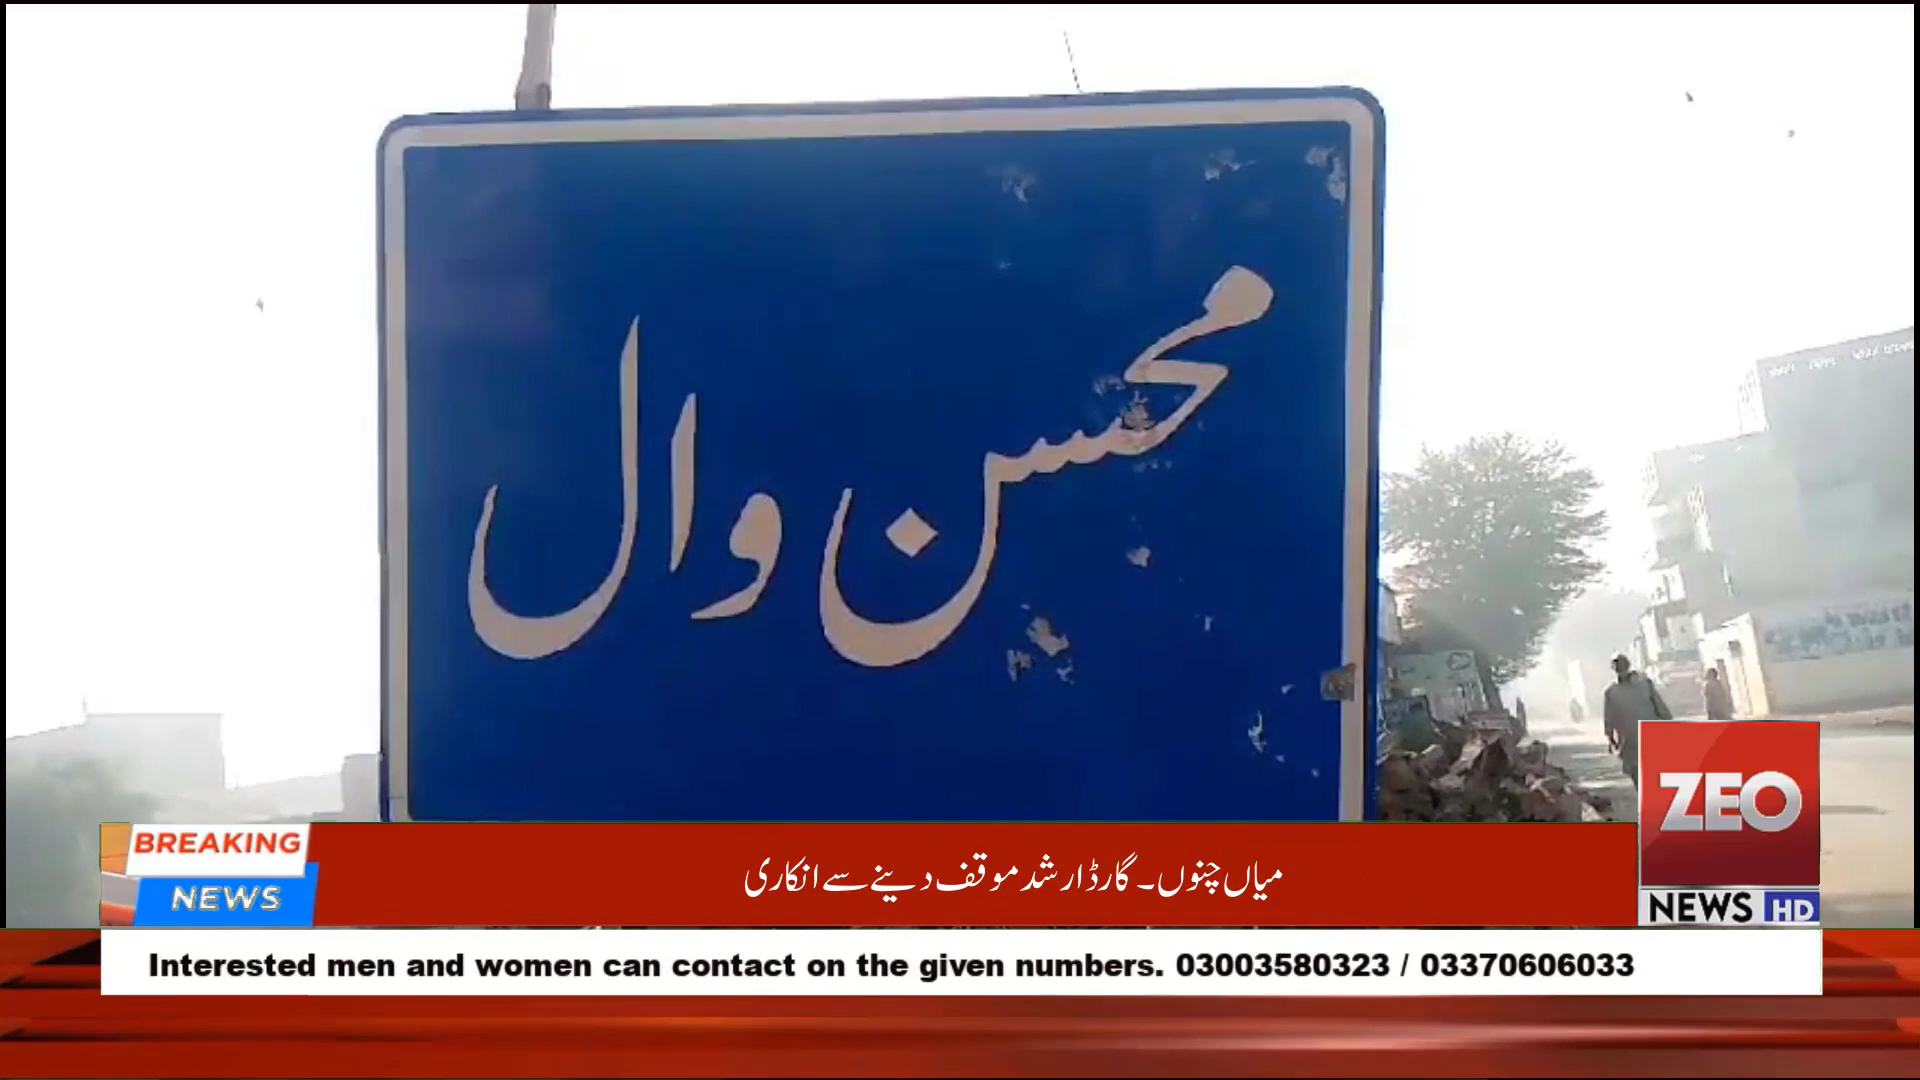 محسن وال
BREAKING
NEWS
میاں چنوں۔ گارڈ ارشد موقف دینے سے انکاری
ZEO
NEWS HD
Interested men and women can contact on the given numbers. 03003580323 / 03370606033